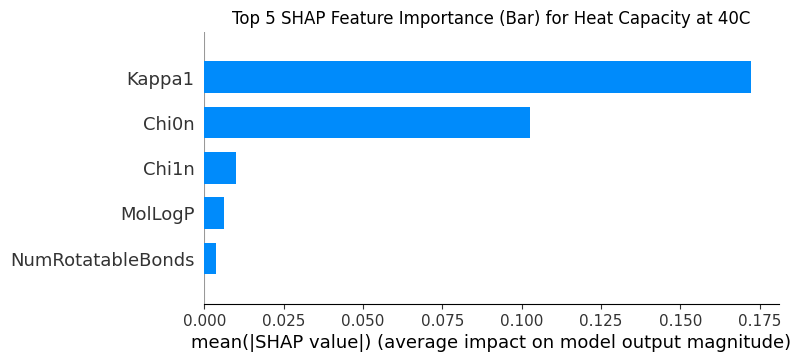 Top 5 SHAP Feature Importance (Bar) for Heat Capacity at 40C
Kappa1
Chi0n
Chi1n
MolLogP
NumRotatableBonds
0.000 0.025 0.050 0.075 0.100 0.125 0.150 0.175
mean(|SHAP value|) (average impact on model output magnitude)